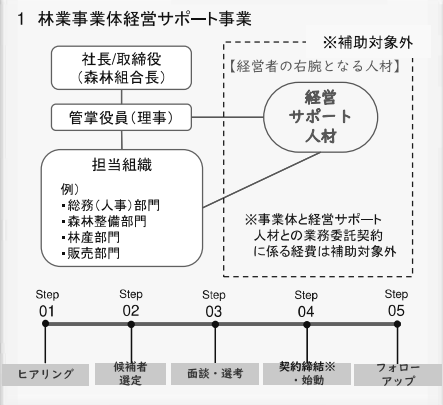 1 林業事業体経営サポート事業
※補助対象外
社長/取締役
(森林組合長)
【経営者の右腕となる人材】
管掌役員(理事)
経営
サポート
人材
担当組織
例)
・総務(人事)部門
・森林整備部門
・林産部門
・販売部門
※事業体と経営サポート
人材との業務委託契約
に係る経費は補助対象外
Step 01
Step 02
Step 03
Step 04
Step 05
ヒアリング
候補者
選定
面談・選考
契約締結※
・始動
フォロー
アップ